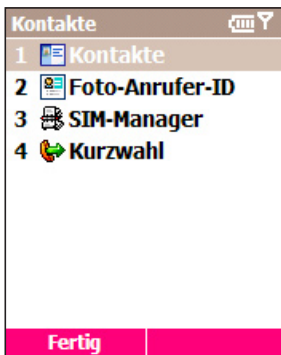 Kontakte
1 Kontakte
2 Foto-Anrufer-ID
3 SIM-Manager
4 Kurzwahl
Fertig